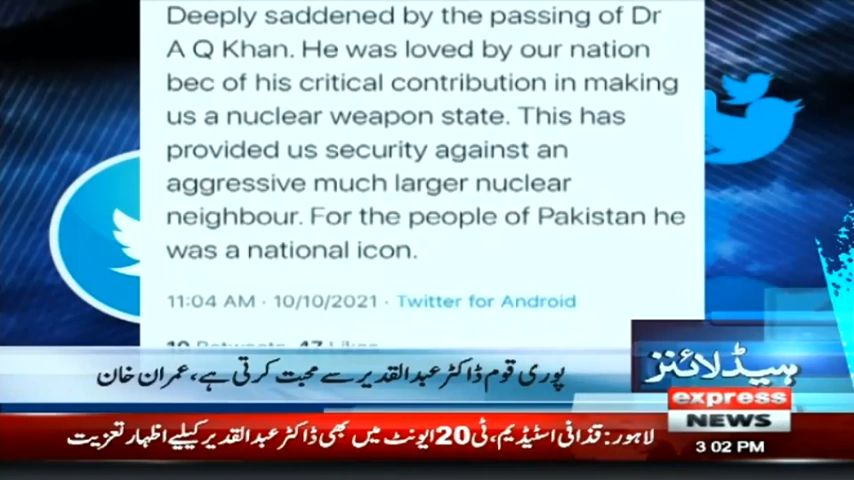 Deeply saddened by the passing of Dr
A Q Khan. He was loved by our nation
bec of his critical contribution in making
us a nuclear weapon state. This has
provided us security against an
aggressive much larger nuclear
neighbour. For the people of Pakistan he
was a national icon.
11:04 AM · 10/10/2021 · Twitter for Android
پوری قوم ڈاکٹر عبدالقدیر سے محبت کرتی ہے، عمران خان
ہیڈلائنز
express
NEWS
لاہور: قذافی اسٹیڈیم، ٹی 20 ایونٹ میں بھی ڈاکٹر عبدالقدیر کیلیے اظہار تعزیت
3:02 PM